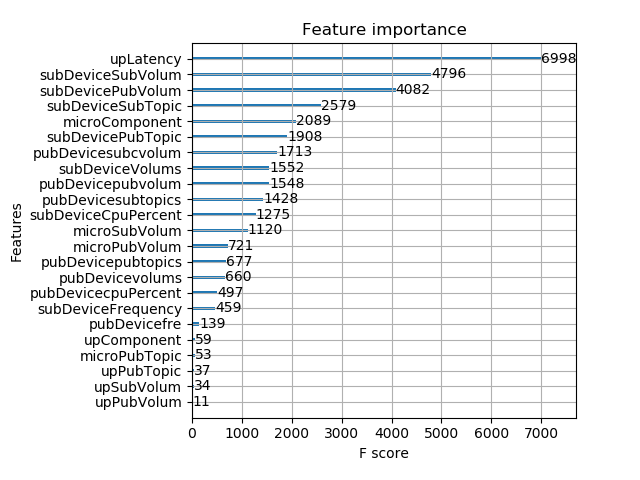 Feature importance
upLatency 6998
subDeviceSubVolum 4796
subDevicePubVolum 4082
subDeviceSubTopic 2579
microComponent 2089
subDevicePubTopic 1908
pubDevicesubcvolum 1713
subDeviceVolums 1552
pubDevicepubvolum 1548
pubDevicesubtopics 1428
subDeviceCpuPercent 1275
microSubVolum 1120
microPubVolum 721
pubDevicepubtopics 677
pubDevicevolums 660
pubDevicecpuPercent 497
subDeviceFrequency 459
pubDevicefre 139
upComponent 59
microPubTopic 53
upPubTopic 37
upSubVolum 34
upPubVolum 11
Features
0 1000 2000 3000 4000 5000 6000 7000
F score